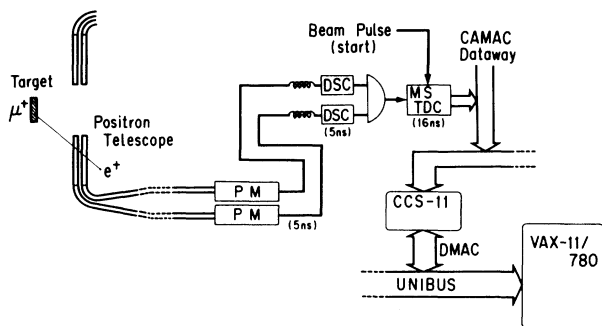 Beam Pulse
(start)
CAMAC
Dataway
Target
μ+
Positron
Telescope
e+
DSC
DSC
(5ns)
MS
TDC
(16ns)
PM
PM
(5ns)
CCS-11
DMAC
UNIBUS
VAX-11/
780